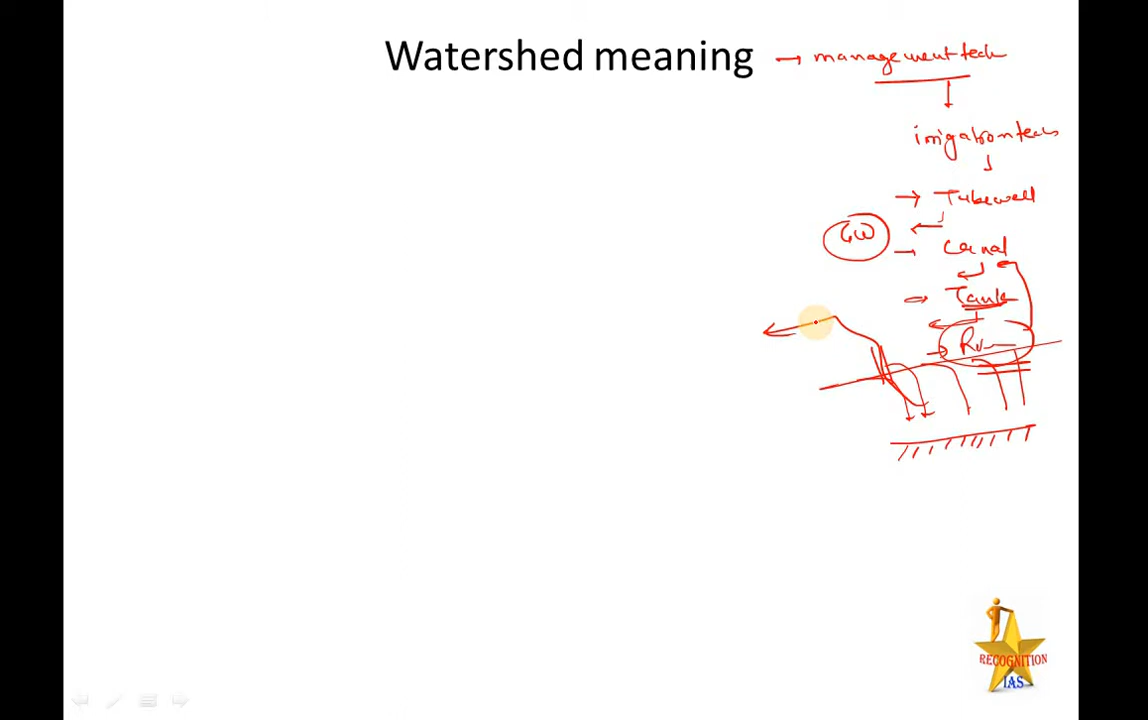 Watershed meaning → management tech
irrigation tech
→ Tubewell
GW
→ Canal
Tank
RECOGNITION
IAS